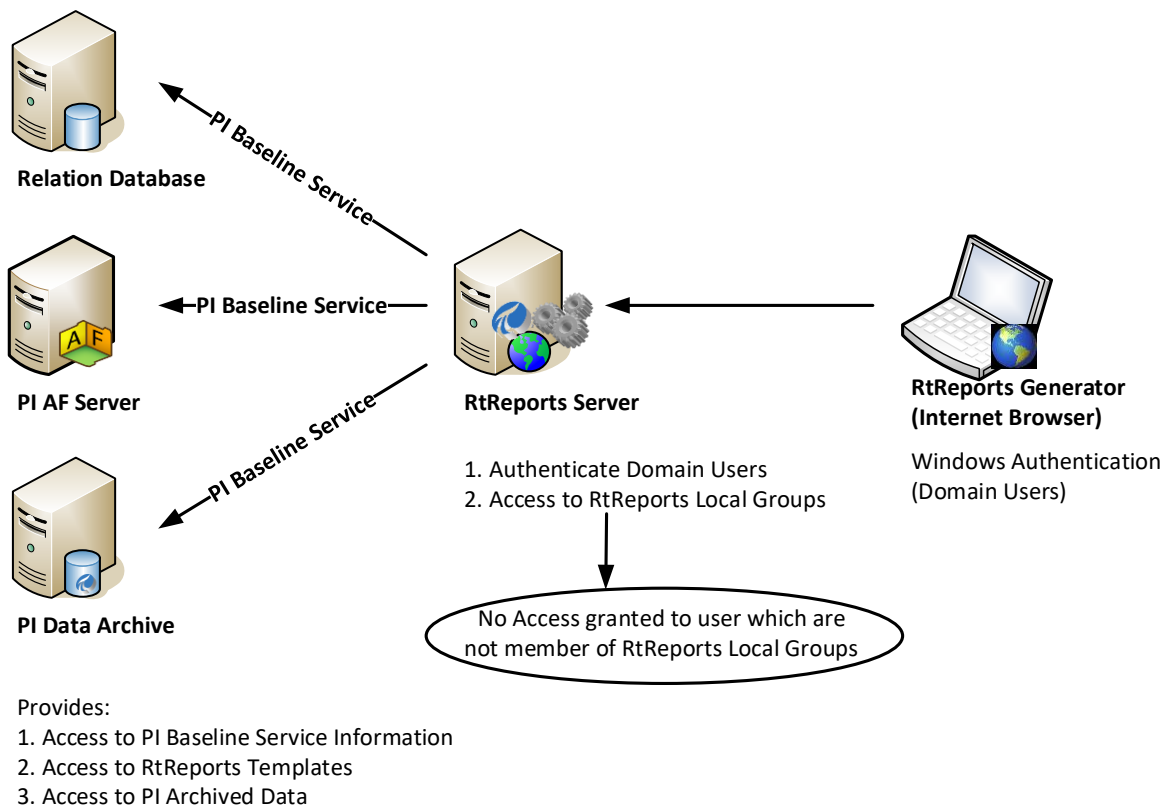 PI Baseline Service
Relation Database
PI Baseline Service
A F
PI AF Server
RtReports Server
RtReports Generator
(Internet Browser)
Windows Authentication
(Domain Users)
PI Baseline Service
1. Authenticate Domain Users
2. Access to RtReports Local Groups
PI Data Archive
No Access granted to user which are
not member of RtReports Local Groups
Provides:
1. Access to PI Baseline Service Information
2. Access to RtReports Templates
3. Access to PI Archived Data